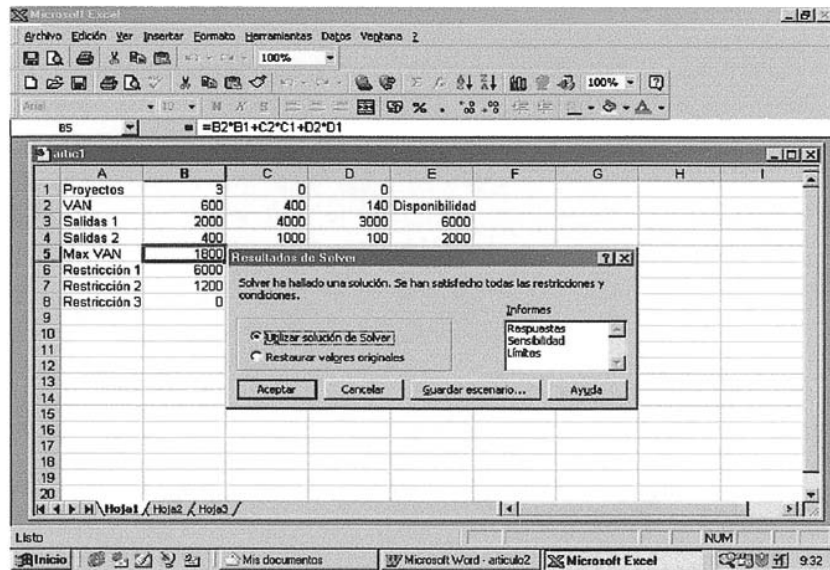 Microsoft Excel
Archivo Edición Ver Insertar Formato Herramientas Datos Ventana ?
100%
100%
Arial 10 N K S
B5 =B2*B1+C2*C1+D2*D1
artic1
A B C D E F G H I
1 Proyectos 3 0 0
2 VAN 600 400 140 Disponibilidad
3 Salidas 1 2000 4000 3000 6000
4 Salidas 2 400 1000 100 2000
5 Max VAN 1800
6 Restricción 1 6000
7 Restricción 2 1200
8 Restricción 3 0
9
10
11
12
13
14
15
16
17
18
19
20
Resultados de Solver
Solver ha hallado una solución. Se han satisfecho todas las restricciones y
condiciones.
Informes
Respuestas
Sensibilidad
Límites
Utilizar solución de Solver
Restaurar valores originales
Aceptar Cancelar Guardar escenario... Ayuda
Hoja1 Hoja2 Hoja3
Listo NUM
Inicio Mis documentos Microsoft Word - articulo2 Microsoft Excel 9:32